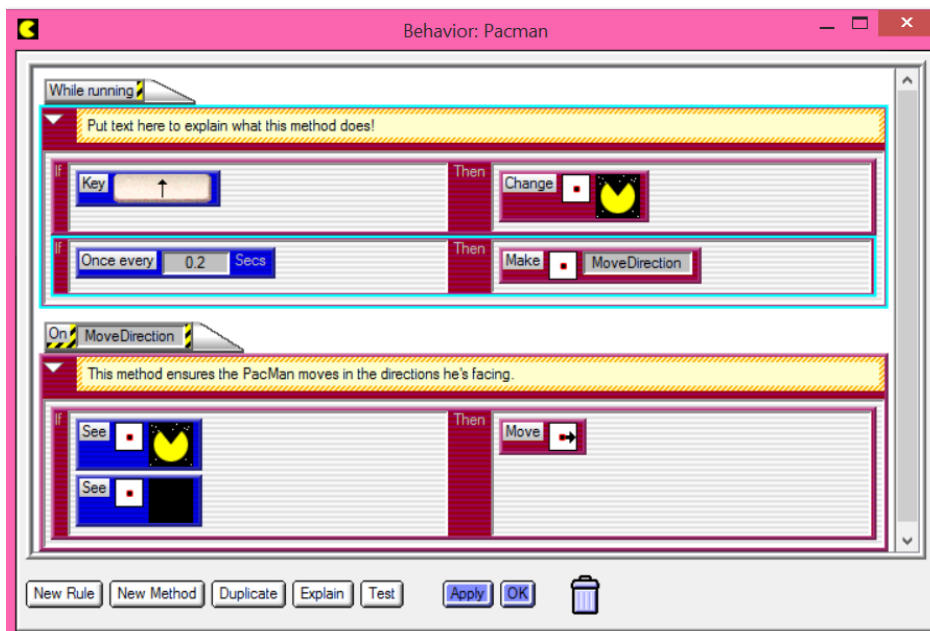 Behavior: Pacman
While running
Put text here to explain what this method does!
If Key ↑ Then Change
If Once every 0.2 Secs Then Make MoveDirection
On MoveDirection
This method ensures the PacMan moves in the directions he's facing.
If See Then Move
See
New Rule New Method Duplicate Explain Test Apply OK